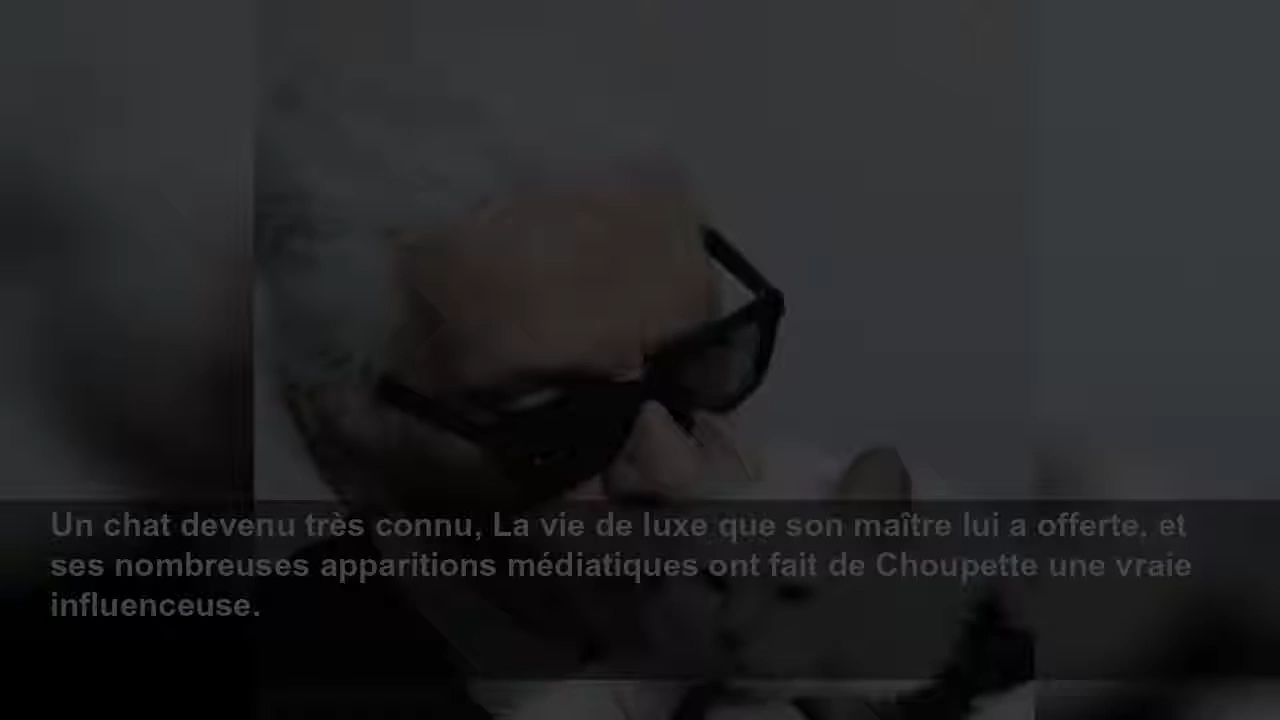 Un chat devenu très connu, La vie de luxe que son maître lui a offerte, et
ses nombreuses apparitions médiatiques ont fait de Choupette une vraie
influenceuse.